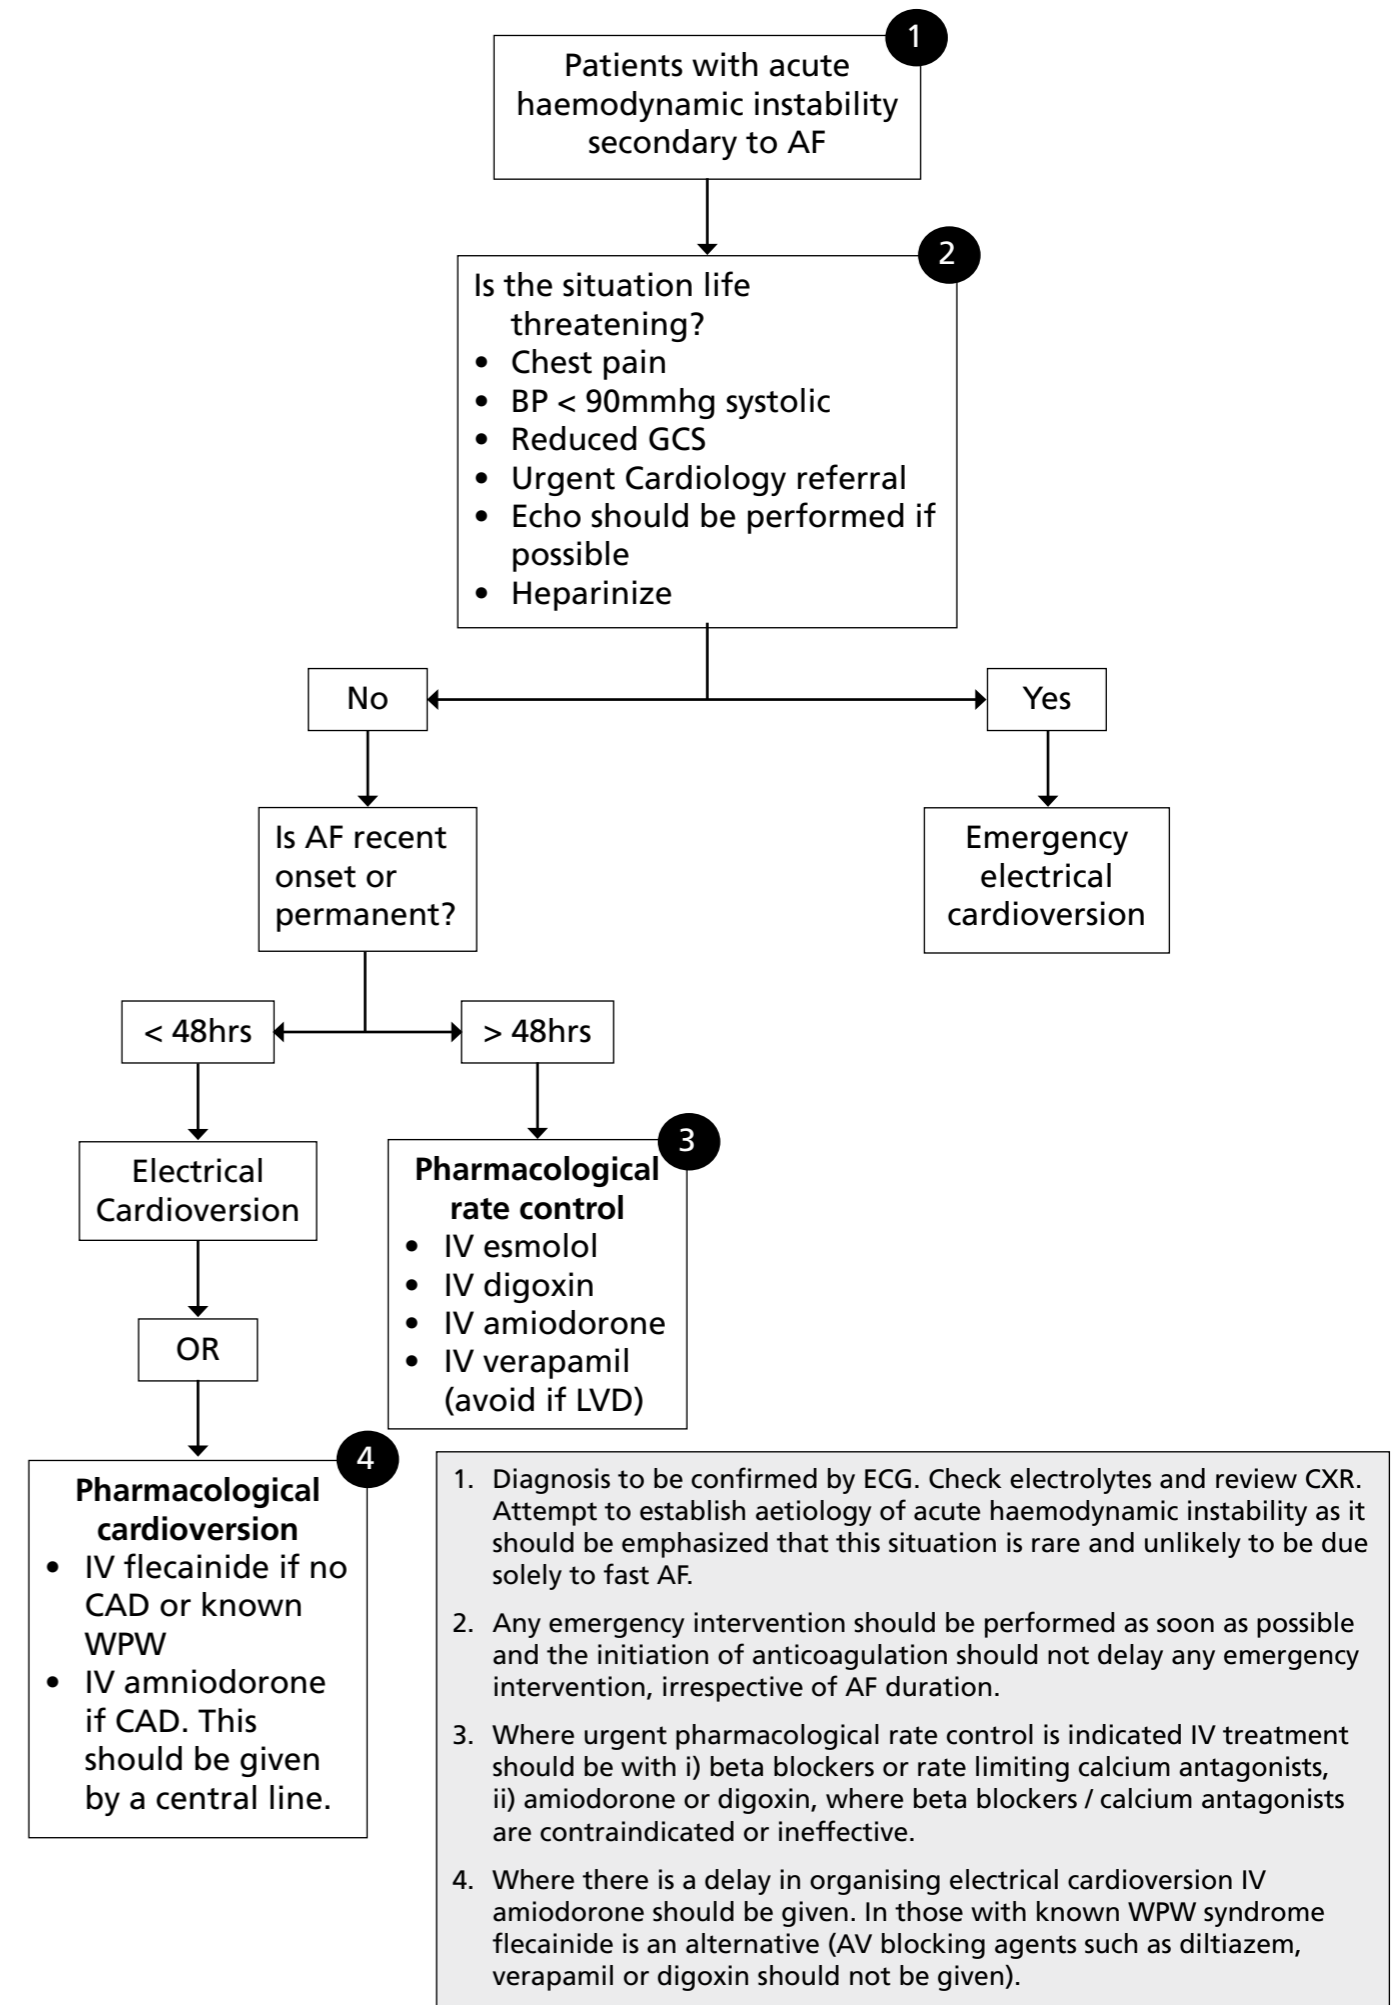 1
Patients with acute
haemodynamic instability
secondary to AF
2
Is the situation life
threatening?
• Chest pain
• BP < 90mmhg systolic
• Reduced GCS
• Urgent Cardiology referral
• Echo should be performed if
possible
• Heparinize
No
Yes
Is AF recent
onset or
permanent?
Emergency
electrical
cardioversion
< 48hrs
> 48hrs
Electrical
Cardioversion
OR
3
Pharmacological
rate control
• IV esmolol
• IV digoxin
• IV amiodorone
• IV verapamil
(avoid if LVD)
4
Pharmacological
cardioversion
• IV flecainide if no
CAD or known
WPW
• IV amniodorone
if CAD. This
should be given
by a central line.
1. Diagnosis to be confirmed by ECG. Check electrolytes and review CXR.
Attempt to establish aetiology of acute haemodynamic instability as it
should be emphasized that this situation is rare and unlikely to be due
solely to fast AF.
2. Any emergency intervention should be performed as soon as possible
and the initiation of anticoagulation should not delay any emergency
intervention, irrespective of AF duration.
3. Where urgent pharmacological rate control is indicated IV treatment
should be with i) beta blockers or rate limiting calcium antagonists,
ii) amiodorone or digoxin, where beta blockers / calcium antagonists
are contraindicated or ineffective.
4. Where there is a delay in organising electrical cardioversion IV
amiodorone should be given. In those with known WPW syndrome
flecainide is an alternative (AV blocking agents such as diltiazem,
verapamil or digoxin should not be given).